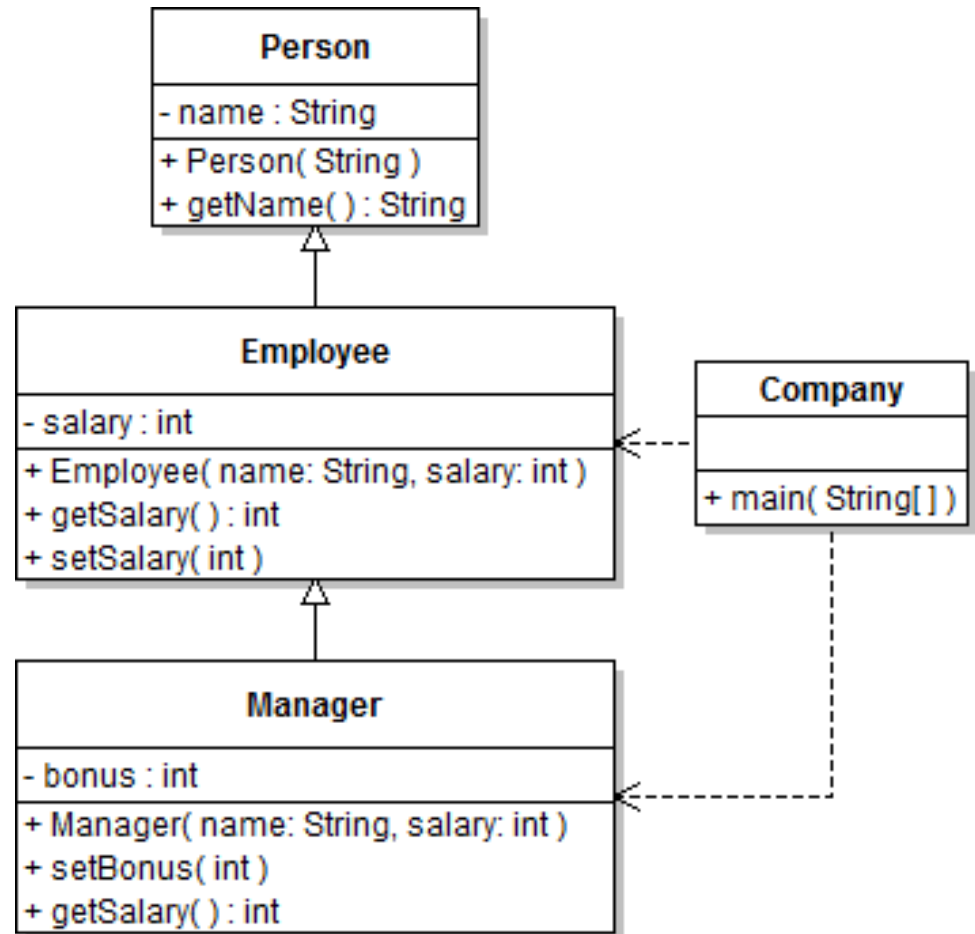 Person
- name : String
+ Person( String )
+ getName( ) : String
Employee
- salary : int
+ Employee( name: String, salary: int )
+ getSalary( ) : int
+ setSalary( int )
Company
+ main( String[ ] )
Manager
- bonus : int
+ Manager( name: String, salary: int )
+ setBonus( int )
+ getSalary( ) : int